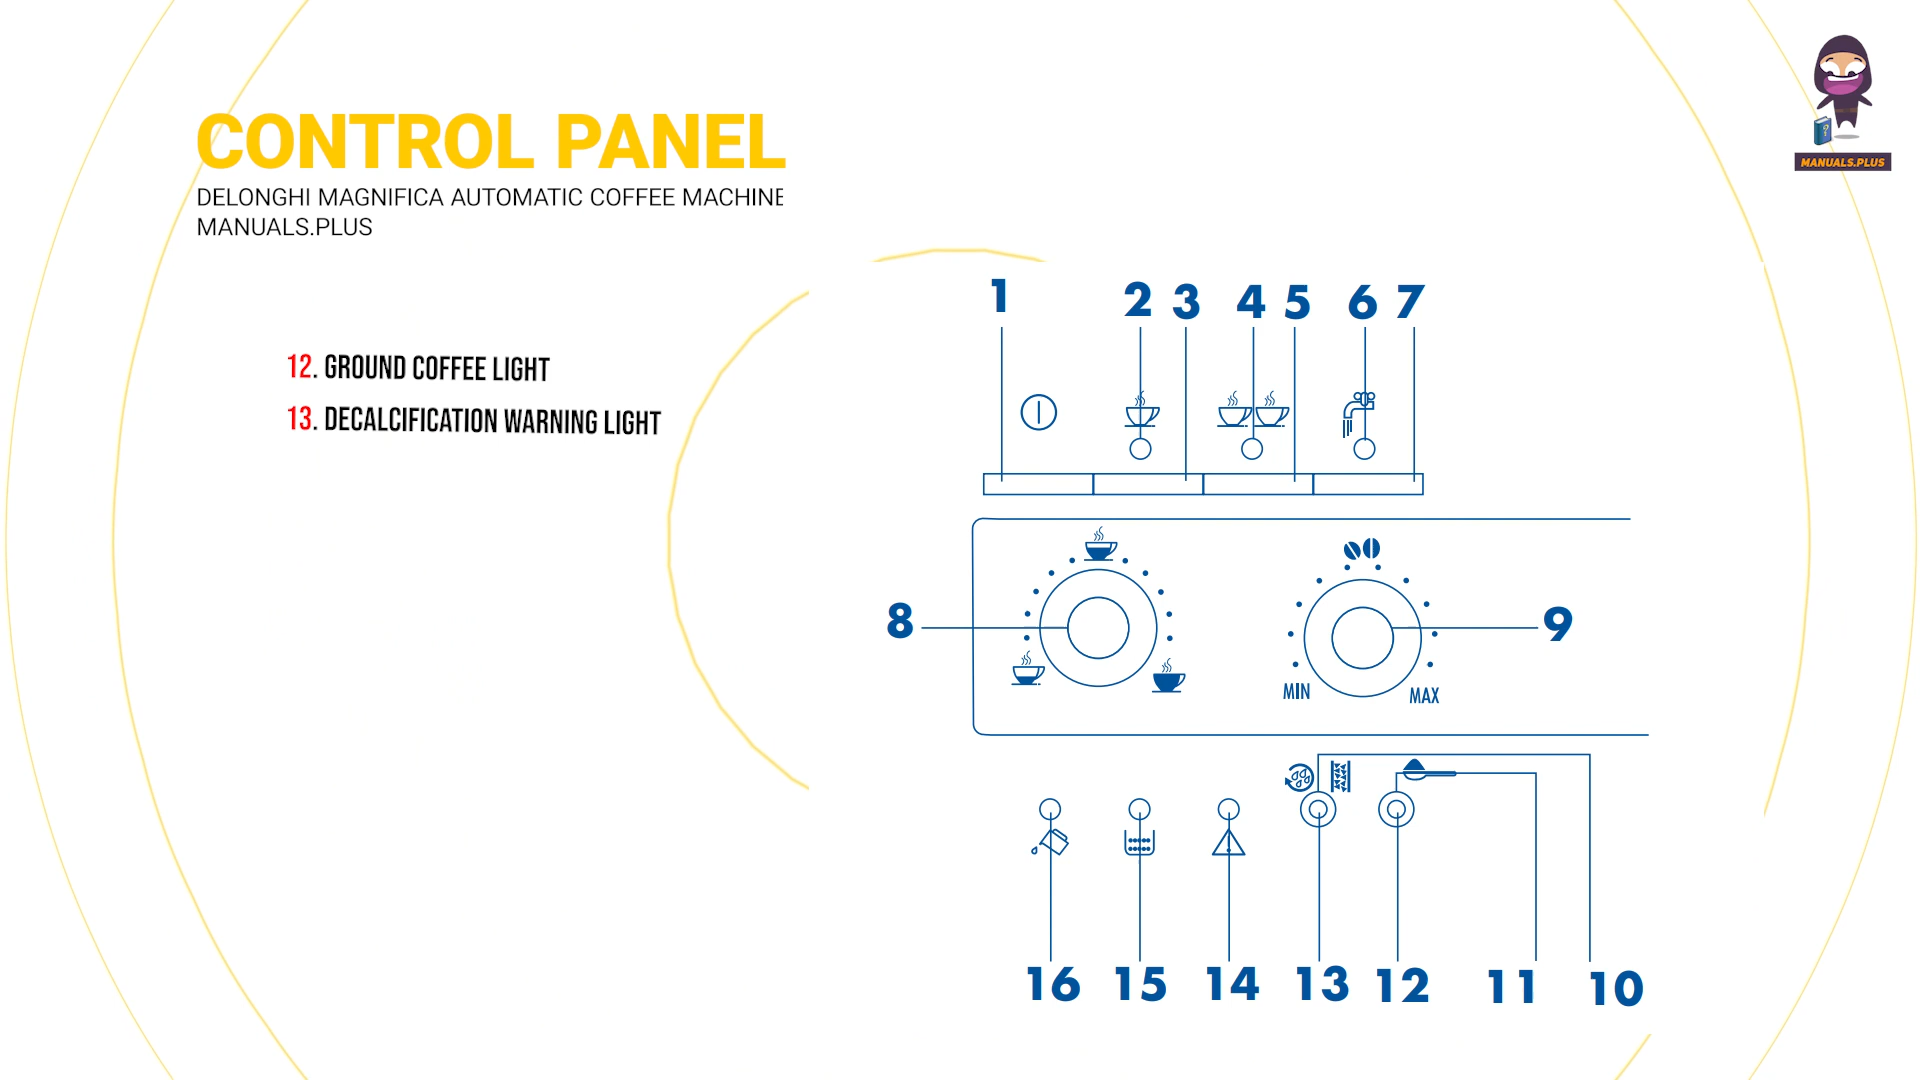 CONTROL PANEL
DELONGHI MAGNIFICA AUTOMATIC COFFEE MACHINE
MANUALS.PLUS
MANUALS.PLUS
12. GROUND COFFEE LIGHT
13. DECALCIFICATION WARNING LIGHT
1 2 3 4 5 6 7
8 9
MIN MAX
16 15 14 13 12 11 10